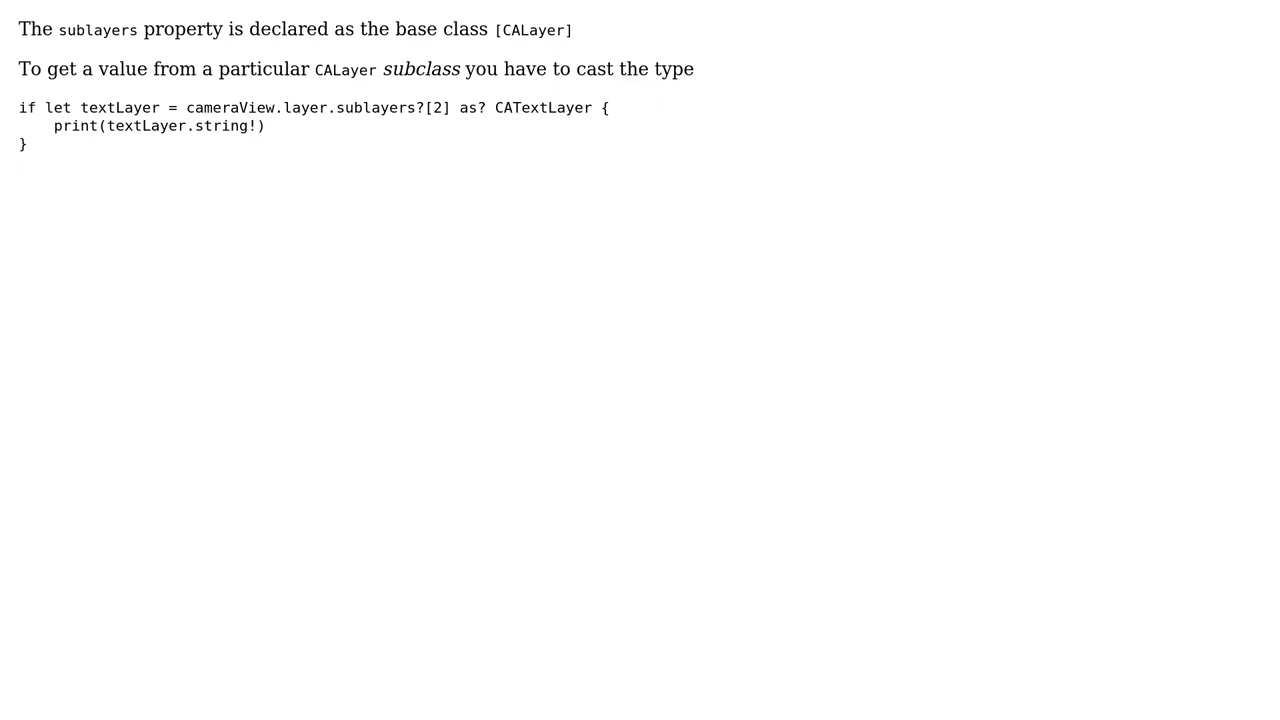 The sublayers property is declared as the base class [CALayer]
To get a value from a particular CALayer subclass you have to cast the type
if let textLayer = cameraView.layer.sublayers?[2] as? CATextLayer {
    print(textLayer.string!)
}